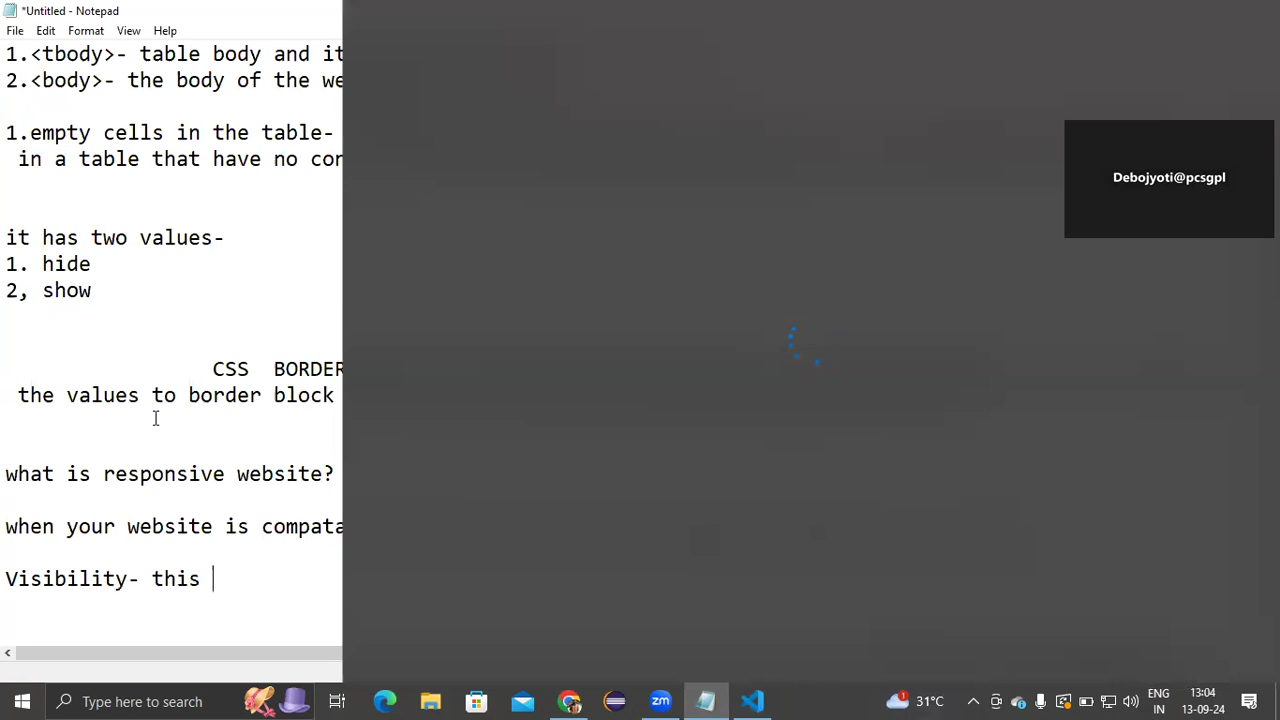 *Untitled - Notepad
File Edit Format View Help
1.<tbody>- table body and it
2.<body>- the body of the we
1.empty cells in the table-
in a table that have no con
it has two values-
1. hide
2, show
CSS BORDER
the values to border block
what is responsive website?
when your website is compata
Visibility- this
Debojyoti@pcsgpl
Type here to search
zm
1
31°C
ENG
IN
13:04
13-09-24